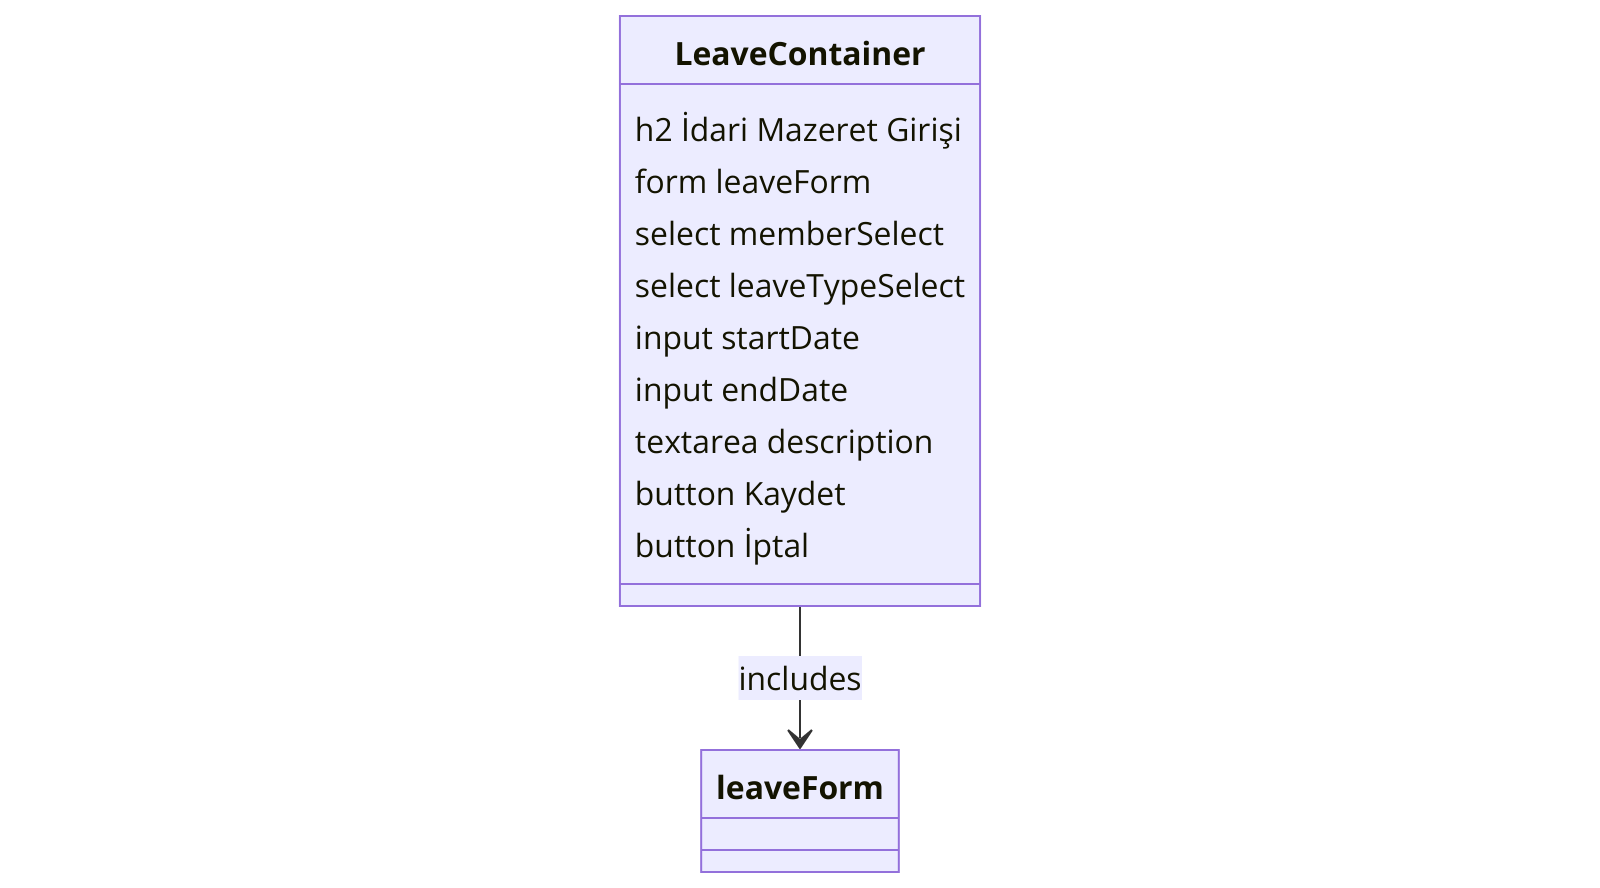 LeaveContainer
h2 İdari Mazeret Girişi
form leaveForm
select memberSelect
select leaveTypeSelect
input startDate
input endDate
textarea description
button Kaydet
button İptal
includes
leaveForm